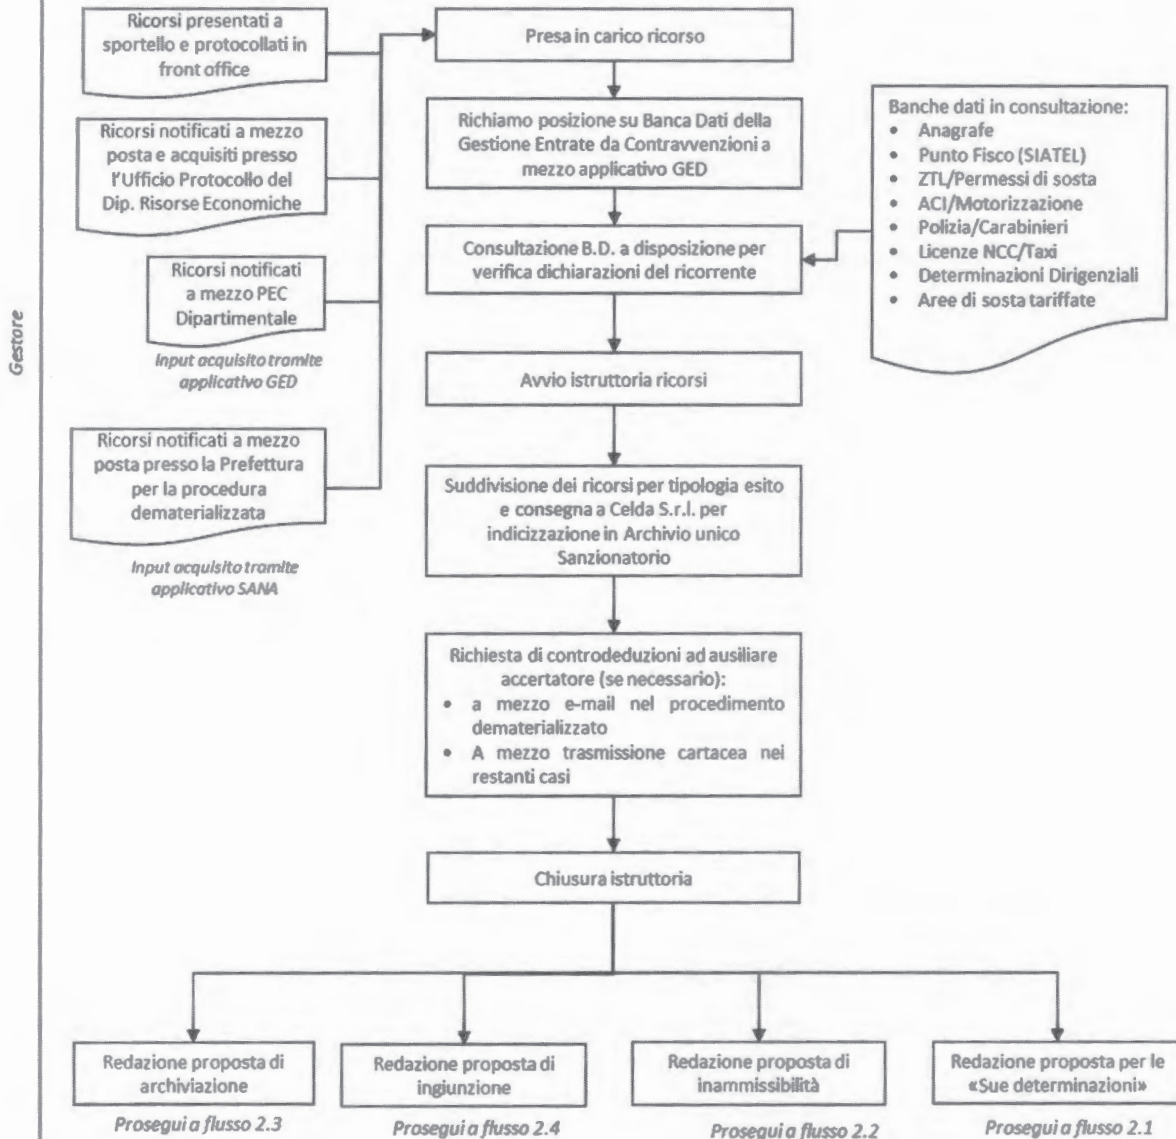 Gestore
Ricorsi presentati a
sportello e protocollati in
front office
Ricorsi notificati a mezzo
posta e acquisiti presso
l'Ufficio Protocollo del
Dip. Risorse Economiche
Ricorsi notificati
a mezzo PEC
Dipartimentale
Input acquisito tramite
applicativo GED
Ricorsi notificati a mezzo
posta presso la Prefettura
per la procedura
dematerializzata
Input acquisito tramite
applicativo SANA
Presa in carico ricorso
Richiamo posizione su Banca Dati della
Gestione Entrate da Contravvenzioni a
mezzo applicativo GED
Consultazione B.D. a disposizione per
verifica dichiarazioni del ricorrente
Banche dati in consultazione:
• Anagrafe
• Punto Fisco (SIATEL)
• ZTL/Permessi di sosta
• ACI/Motorizzazione
• Polizia/Carabinieri
• Licenze NCC/Taxi
• Determinazioni Dirigenziali
• Aree di sosta tariffate
Avvio istruttoria ricorsi
Suddivisione dei ricorsi per tipologia esito
e consegna a Celda S.r.l. per
indicizzazione in Archivio unico
Sanzionatorio
Richiesta di controdeduzioni ad ausiliare
accertatore (se necessario):
• a mezzo e-mail nel procedimento
dematerializzato
• A mezzo trasmissione cartacea nei
restanti casi
Chiusura istruttoria
Redazione proposta di
archiviazione
Prosegui a flusso 2.3
Redazione proposta di
ingiunzione
Prosegui a flusso 2.4
Redazione proposta di
inammissibilità
Prosegui a flusso 2.2
Redazione proposta per le
«Sue determinazioni»
Prosegui a flusso 2.1